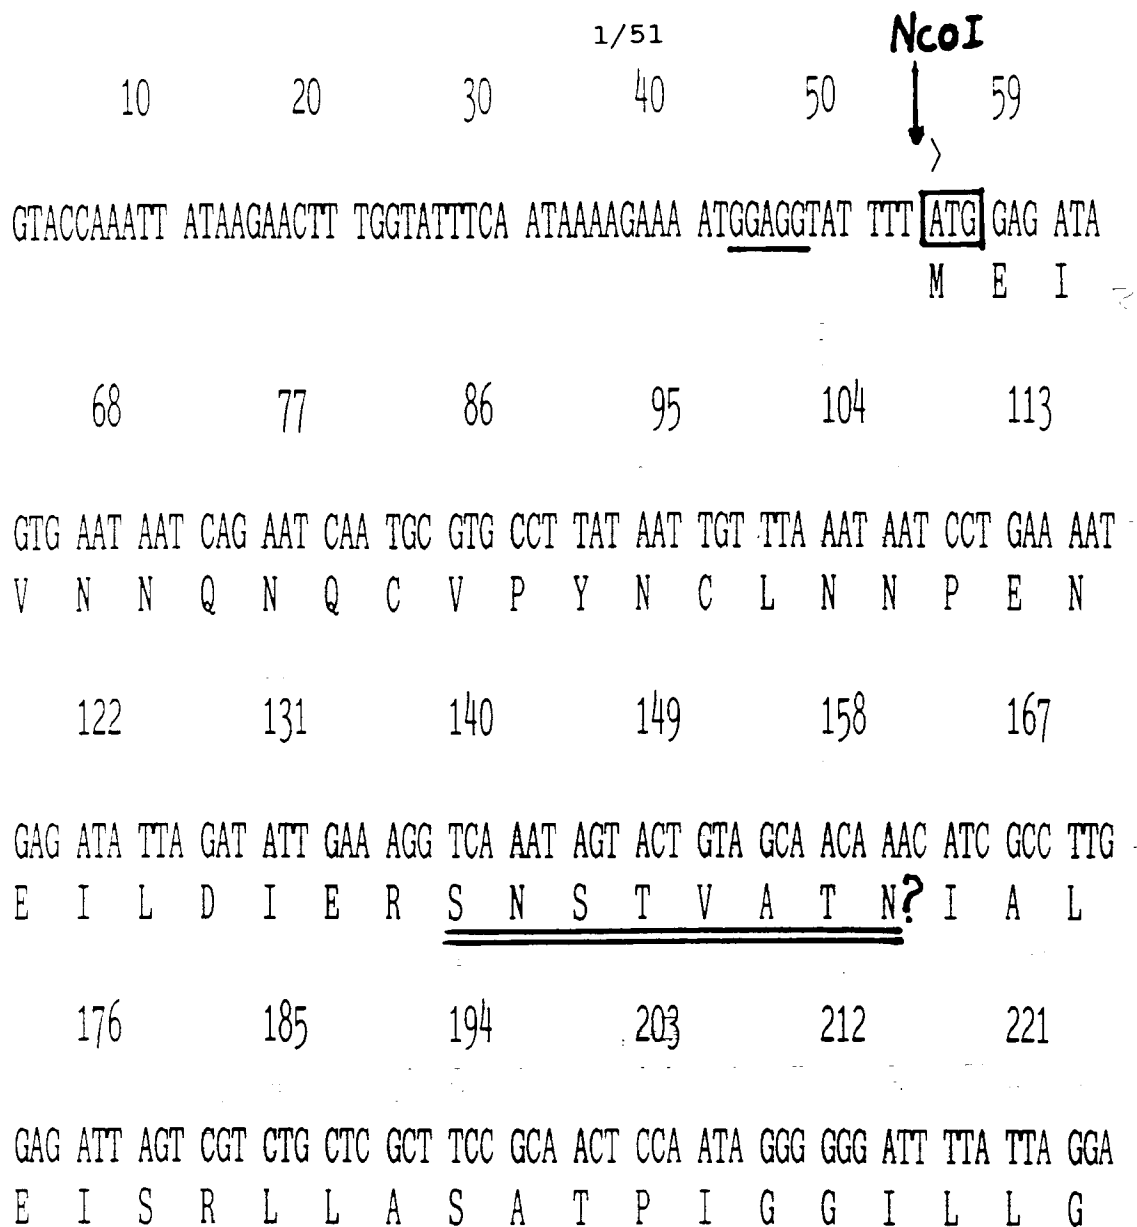 1/51
NcoI
10 20 30 40 50 59
>
GTACCAAATT ATAAGAACTT TGGTATTTCA ATAAAAGAAA ATGGAGGTAT TTT ATG GAG ATA
M E I
68 77 86 95 104 113
GTG AAT AAT CAG AAT CAA TGC GTG CCT TAT AAT TGT TTA AAT AAT CCT GAA AAT
V N N Q N Q C V P Y N C L N N P E N
122 131 140 149 158 167
GAG ATA TTA GAT ATT GAA AGG TCA AAT AGT ACT GTA GCA ACA AAC ATC GCC TTG
E I L D I E R S N S T V A T N? I A L
176 185 194 203 212 221
GAG ATT AGT CGT CTG CTC GCT TCC GCA ACT CCA ATA GGG GGG ATT TTA TTA GGA
E I S R L L A S A T P I G G I L L G